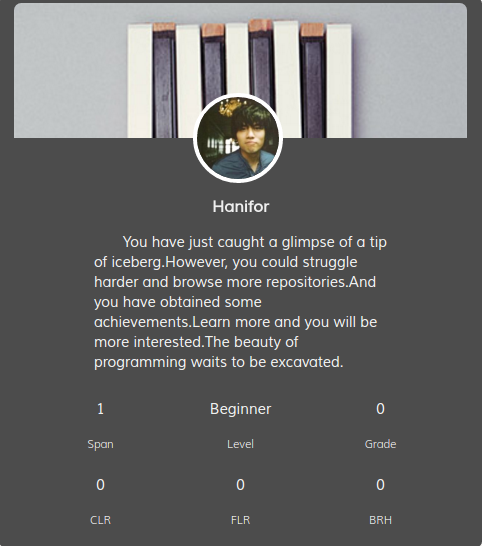 Hanifor
You have just caught a glimpse of a tip
of iceberg.However, you could struggle
harder and browse more repositories.And
you have obtained some
achievements.Learn more and you will be
more interested.The beauty of
programming waits to be excavated.
1 Beginner 0
Span Level Grade
0 0 0
CLR FLR BRH